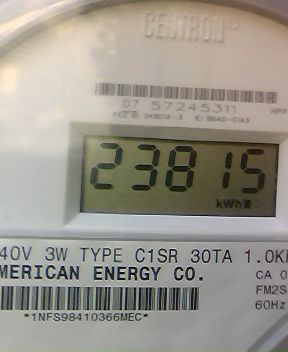 CENTRON®
07 57245311
23815
kWh
40V 3W TYPE C1SR 30TA 1.0K
MERICAN ENERGY CO.
CA 0
FM2S
60Hz
*1NFS98410366MEC*